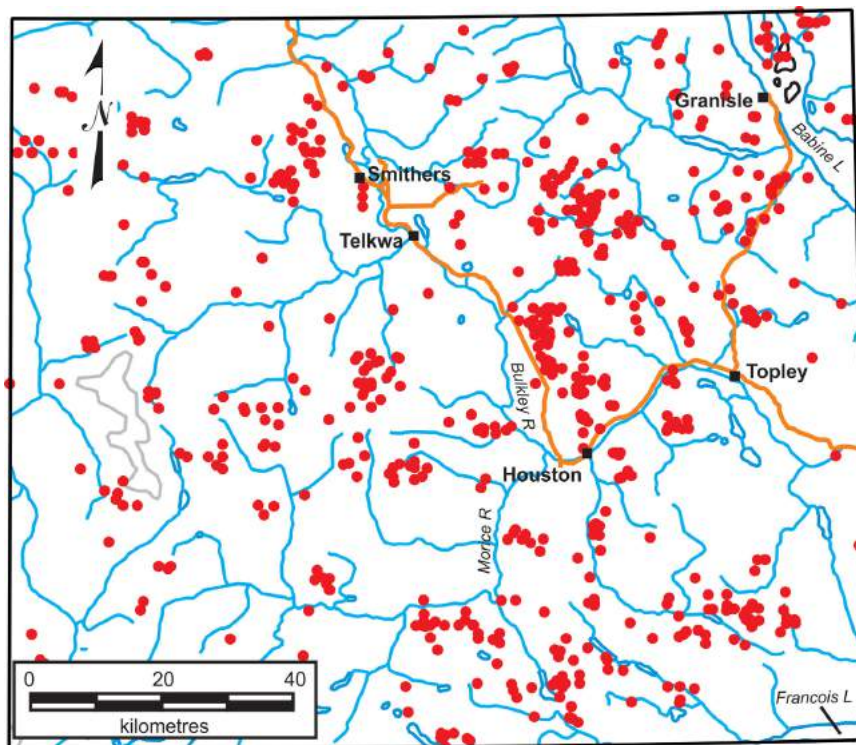 Granisle
Babine L
N
Smithers
Telkwa
Bulkley R
Topley
Houston
Morice R
0 20 40
kilometres
Francois L